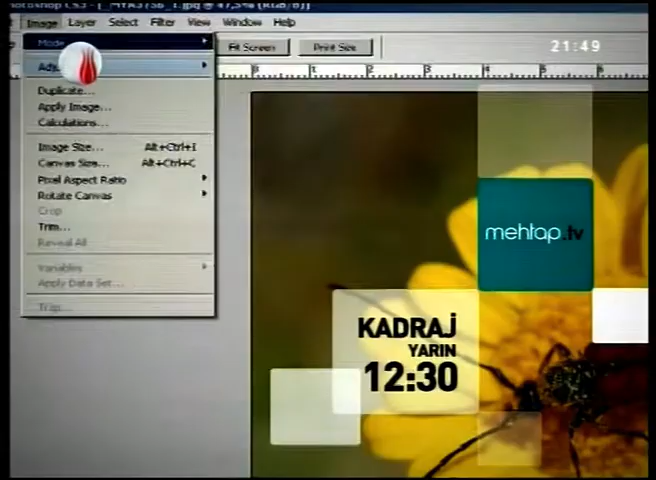 Image Layer Select Filter View Window Help
Mode
Fit Screen
Print Size
21:49
Duplicate...
Apply Image...
Calculations...
Image Size... Alt+Ctrl+I
Canvas Size... Alt+Ctrl+C
Pixel Aspect Ratio
Rotate Canvas
Crop
Trim...
Reveal All
Variables
Apply Data Set...
Trap...
mehtap.tv
KADRAJ
YARIN
12:30